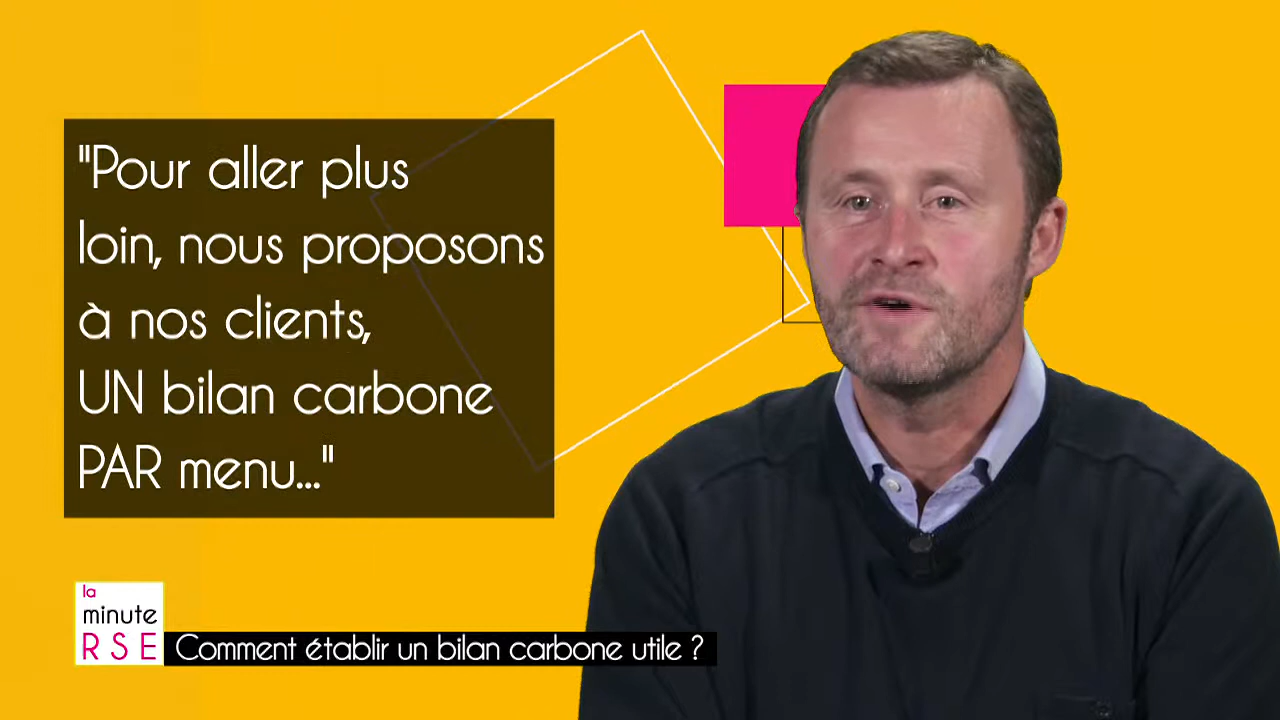 "Pour aller plus
loin, nous proposons
à nos clients,
UN bilan carbone
PAR menu..."
la
minute
RSE
Comment établir un bilan carbone utile ?